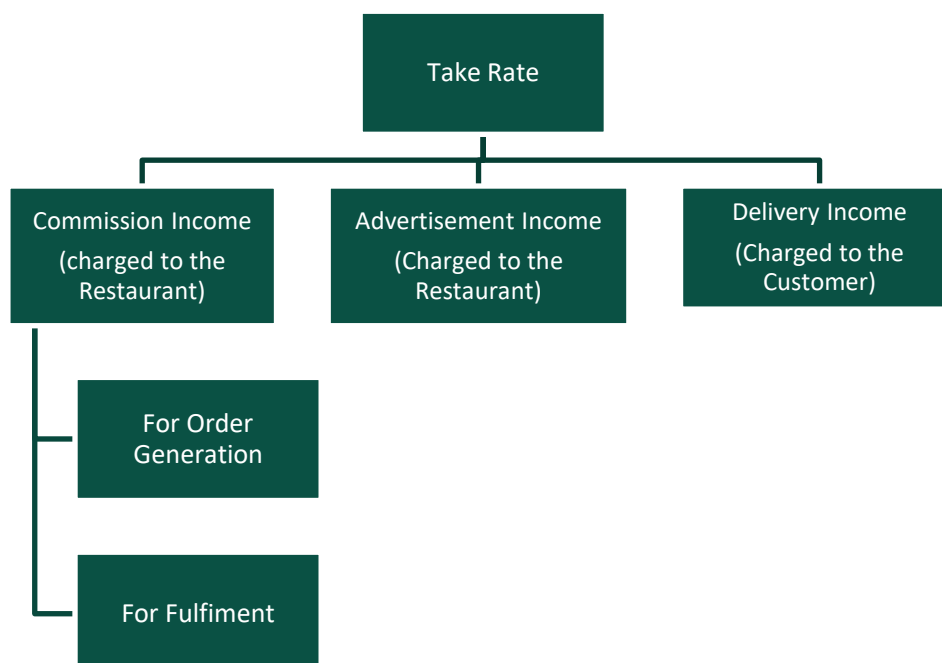 Take Rate
Commission Income
(charged to the
Restaurant)
Advertisement Income
(Charged to the
Restaurant)
Delivery Income
(Charged to the
Customer)
For Order
Generation
For Fulfiment